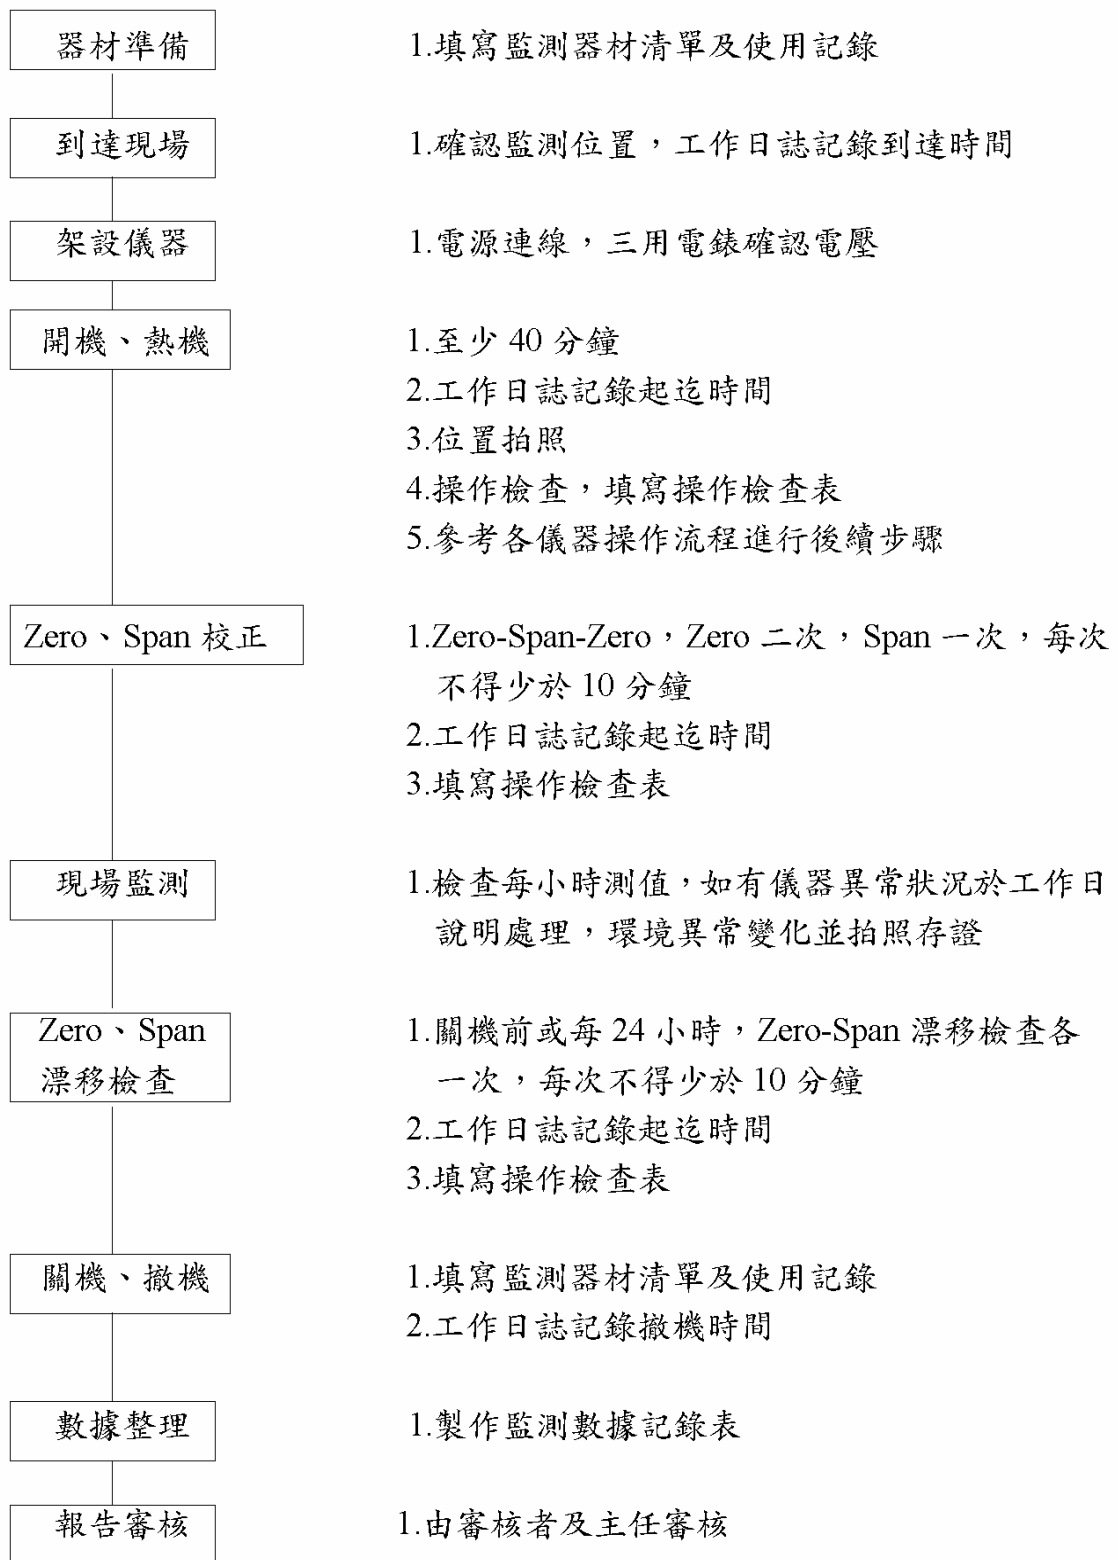 器材準備
1.填寫監測器材清單及使用記錄
到達現場
1.確認監測位置，工作日誌記錄到達時間
架設儀器
1.電源連線，三用電錶確認電壓
開機、熱機
1.至少 40 分鐘
2.工作日誌記錄起迄時間
3.位置拍照
4.操作檢查，填寫操作檢查表
5.參考各儀器操作流程進行後續步驟
Zero、Span 校正
1.Zero-Span-Zero，Zero 二次，Span 一次，每次
不得少於 10 分鐘
2.工作日誌記錄起迄時間
3.填寫操作檢查表
現場監測
1.檢查每小時測值，如有儀器異常狀況於工作日
說明處理，環境異常變化並拍照存證
Zero、Span
漂移檢查
1.關機前或每 24 小時，Zero-Span 漂移檢查各
一次，每次不得少於 10 分鐘
2.工作日誌記錄起迄時間
3.填寫操作檢查表
關機、撤機
1.填寫監測器材清單及使用記錄
2.工作日誌記錄撤機時間
數據整理
1.製作監測數據記錄表
報告審核
1.由審核者及主任審核